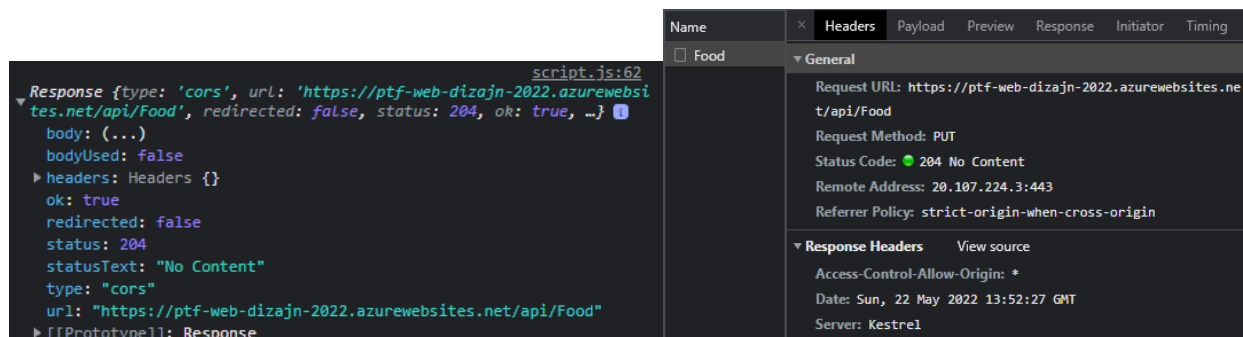 script.js:62
Response {type: 'cors', url: 'https://ptf-web-dizajn-2022.azurewebsi
tes.net/api/Food', redirected: false, status: 204, ok: true, …} i
body: (...)
bodyUsed: false
headers: Headers {}
ok: true
redirected: false
status: 204
statusText: "No Content"
type: "cors"
url: "https://ptf-web-dizajn-2022.azurewebsites.net/api/Food"
[[Prototype]]: Response
Name
Food
× Headers Payload Preview Response Initiator Timing
General
Request URL: https://ptf-web-dizajn-2022.azurewebsites.ne
t/api/Food
Request Method: PUT
Status Code: 204 No Content
Remote Address: 20.107.224.3:443
Referrer Policy: strict-origin-when-cross-origin
Response Headers View source
Access-Control-Allow-Origin: *
Date: Sun, 22 May 2022 13:52:27 GMT
Server: Kestrel